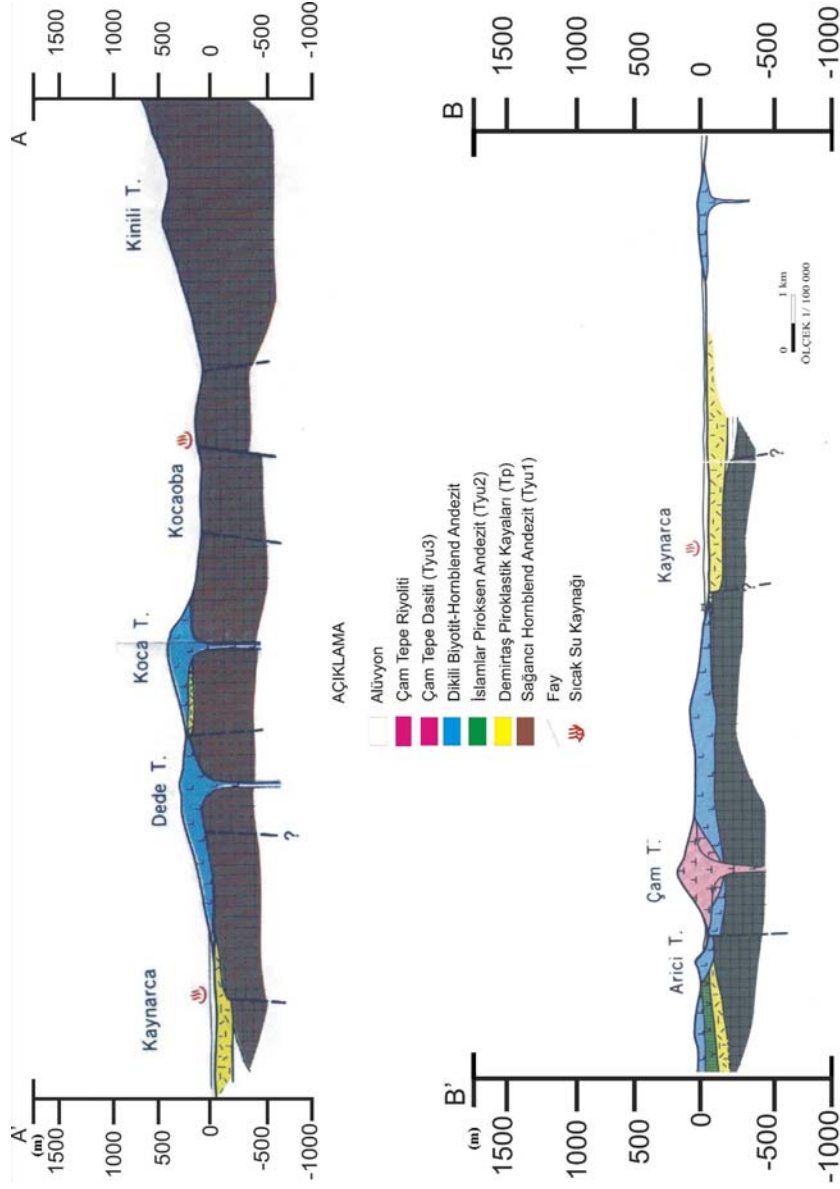 A'
(m)
1500
1000
500
0
-500
-1000
Kaynarca
Dede T.
?
Koca T.
Kocaoba
Kinili T.
A
1500
1000
500
0
-500
-1000
AÇIKLAMA
Alüvyon
Çam Tepe Riyoliti
Çam Tepe Dasiti (Tyu3)
Dikili Biyotit-Hornblend Andezit
İslamlar Piroksen Andezit (Tyu2)
Demirtaş Piroklastik Kayaları (Tp)
Sağancı Hornblend Andezit (Tyu1)
Fay
Sıcak Su Kaynağı
B'
(m)
1500
1000
500
0
-500
-1000
Arici T.
Çam T.
Kaynarca
?
?
0 1 km
ÖLÇEK 1/ 100 000
B
1500
1000
500
0
-500
-1000